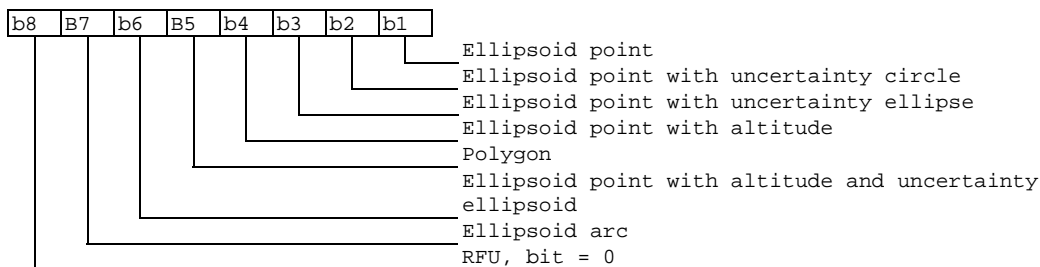 b8 B7 b6 B5 b4 b3 b2 b1
Ellipsoid point
Ellipsoid point with uncertainty circle
Ellipsoid point with uncertainty ellipse
Ellipsoid point with altitude
Polygon
Ellipsoid point with altitude and uncertainty
ellipsoid
Ellipsoid arc
RFU, bit = 0